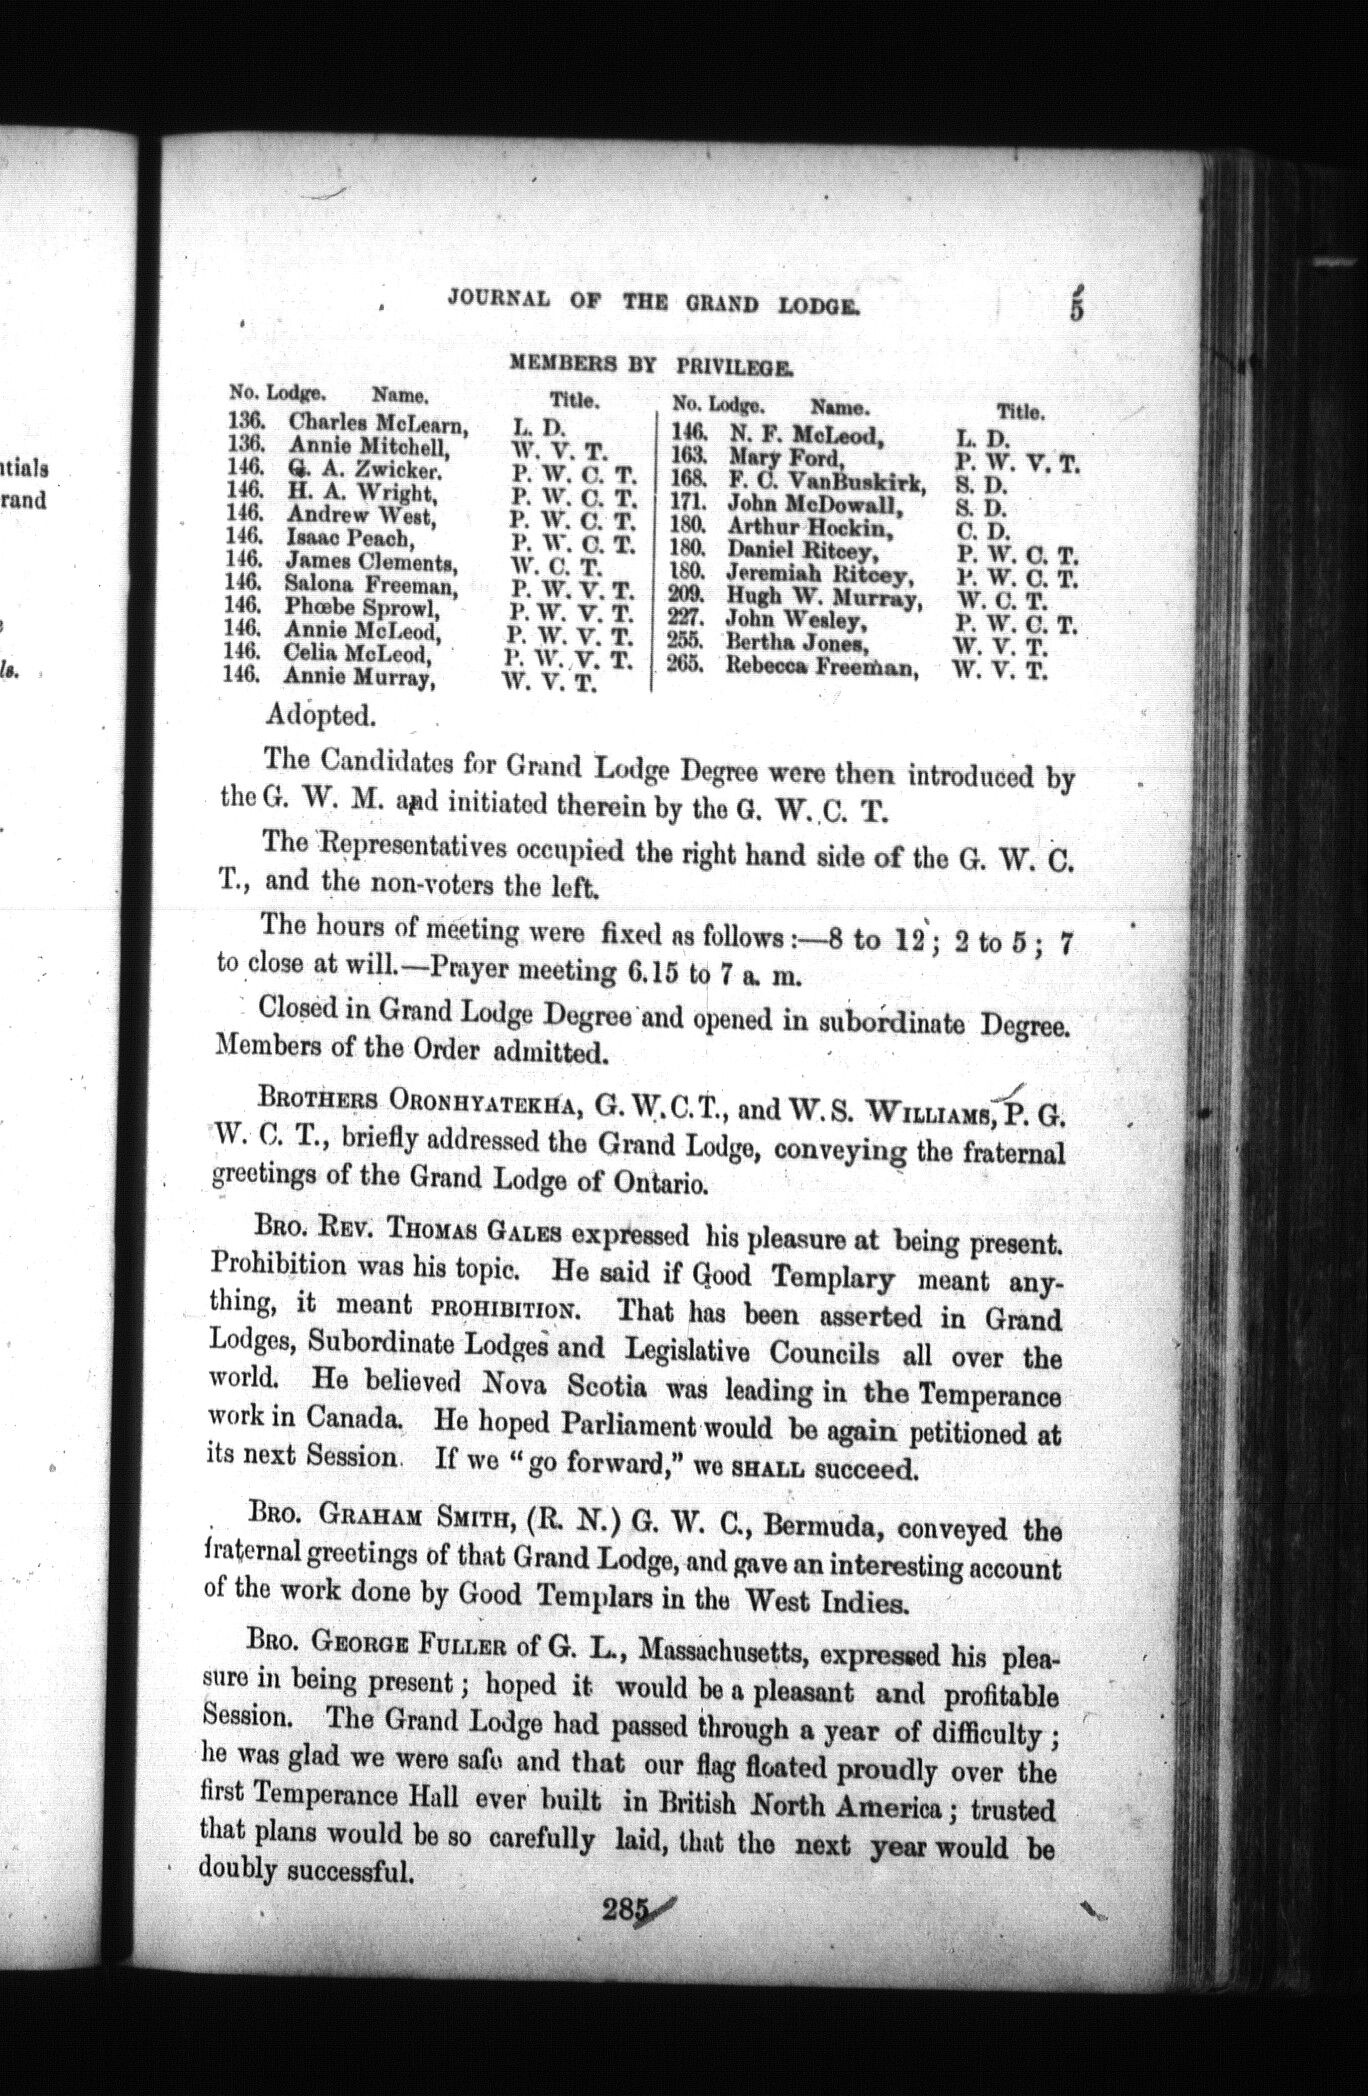 ntials
rand
ls.
JOURNAL OF THE GRAND LODGE. 5
MEMBERS BY PRIVILEGE.
No. Lodge. Name. Title.
136. Charles McLearn, L. D.
136. Annie Mitchell, W. V. T.
146. G. A. Zwicker. P. W. C. T.
146. H. A. Wright, P. W. C. T.
146. Andrew West, P. W. C. T.
146. Isaac Peach, P. W. C. T.
146. James Clements, W. C. T.
146. Salona Freeman, P. W. V. T.
146. Phœbe Sprowl, P. W. V. T.
146. Annie McLeod, P. W. V. T.
146. Celia McLeod, P. W. V. T.
146. Annie Murray, W. V. T.
No. Lodge. Name. Title.
146. N. F. McLeod, L. D.
163. Mary Ford, P. W. V. T.
168. F. C. VanBuskirk, S. D.
171. John McDowall, S. D.
180. Arthur Hockin, C. D.
180. Daniel Ritcey, P. W. C. T.
180. Jeremiah Ritcey, P. W. C. T.
209. Hugh W. Murray, W. C. T.
227. John Wesley, P. W. C. T.
255. Bertha Jones, W. V. T.
265. Rebecca Freeman, W. V. T.
Adopted.
The Candidates for Grand Lodge Degree were then introduced by
the G. W. M. and initiated therein by the G. W. C. T.
The Representatives occupied the right hand side of the G. W. C.
T., and the non-voters the left.
The hours of meeting were fixed as follows:—8 to 12; 2 to 5; 7
to close at will.—Prayer meeting 6.15 to 7 a. m.
Closed in Grand Lodge Degree and opened in subordinate Degree.
Members of the Order admitted.
BROTHERS ORONHYATEKHA, G. W. C. T., and W. S. WILLIAMS, P. G.
W. C. T., briefly addressed the Grand Lodge, conveying the fraternal
greetings of the Grand Lodge of Ontario.
BRO. REV. THOMAS GALES expressed his pleasure at being present.
Prohibition was his topic. He said if Good Templary meant any-
thing, it meant PROHIBITION. That has been asserted in Grand
Lodges, Subordinate Lodges and Legislative Councils all over the
world. He believed Nova Scotia was leading in the Temperance
work in Canada. He hoped Parliament would be again petitioned at
its next Session. If we "go forward," we SHALL succeed.
BRO. GRAHAM SMITH, (R. N.) G. W. C., Bermuda, conveyed the
fraternal greetings of that Grand Lodge, and gave an interesting account
of the work done by Good Templars in the West Indies.
BRO. GEORGE FULLER of G. L., Massachusetts, expressed his plea-
sure in being present; hoped it would be a pleasant and profitable
Session. The Grand Lodge had passed through a year of difficulty;
he was glad we were safe and that our flag floated proudly over the
first Temperance Hall ever built in British North America; trusted
that plans would be so carefully laid, that the next year would be
doubly successful.
285